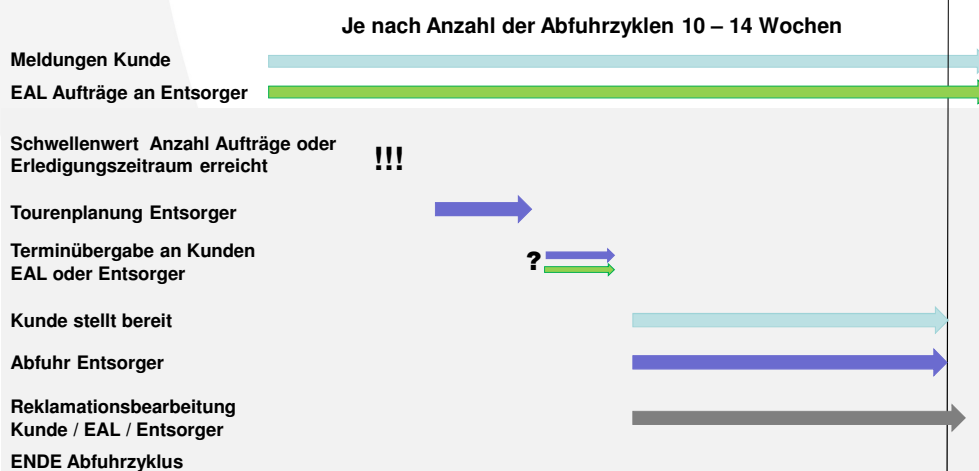 Je nach Anzahl der Abfuhrzyklen 10 – 14 Wochen
Meldungen Kunde
EAL Aufträge an Entsorger
Schwellenwert Anzahl Aufträge oder
Erledigungszeitraum erreicht
!!!
Tourenplanung Entsorger
Terminübergabe an Kunden
EAL oder Entsorger
?
Kunde stellt bereit
Abfuhr Entsorger
Reklamationsbearbeitung
Kunde / EAL / Entsorger
ENDE Abfuhrzyklus